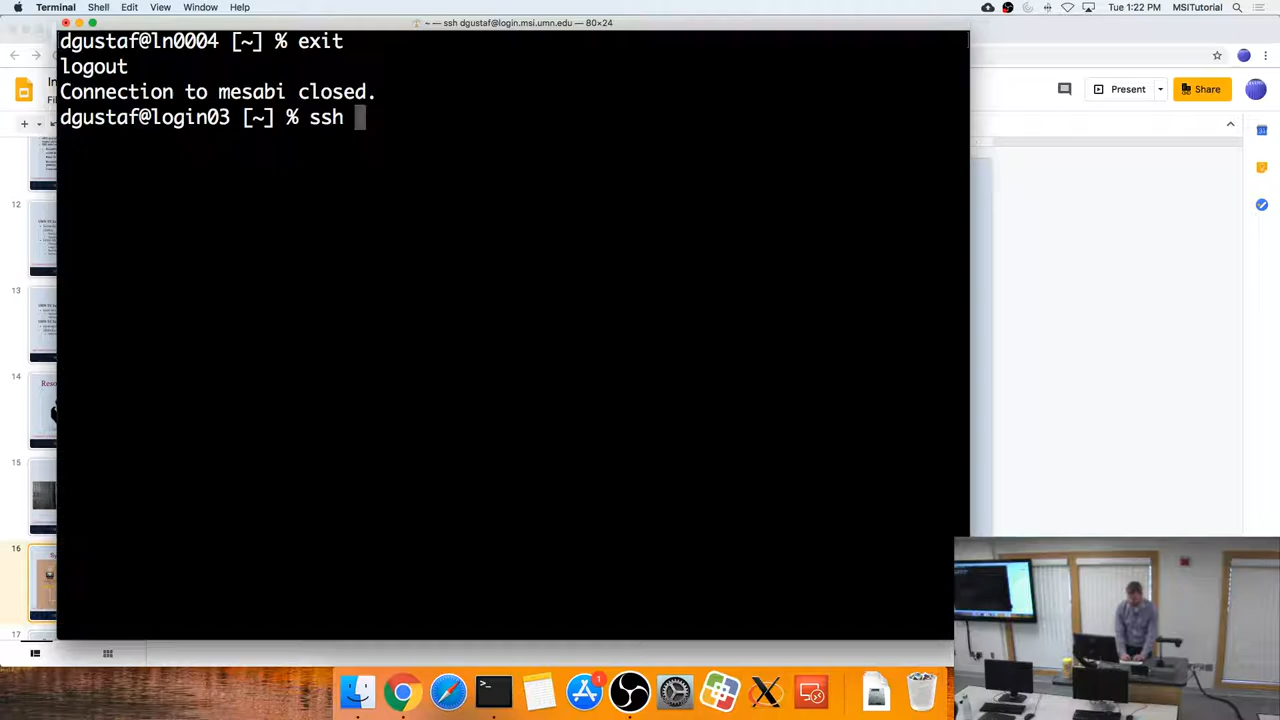 Terminal Shell Edit View Window Help
Tue 1:22 PM MSITutorial
~ — ssh dgustaf@login.msi.umn.edu — 80×24
dgustaf@ln0004 [~] % exit
logout
Connection to mesabi closed.
dgustaf@login03 [~] % ssh
In
Present
Share
12
13
14
15
16
17
1